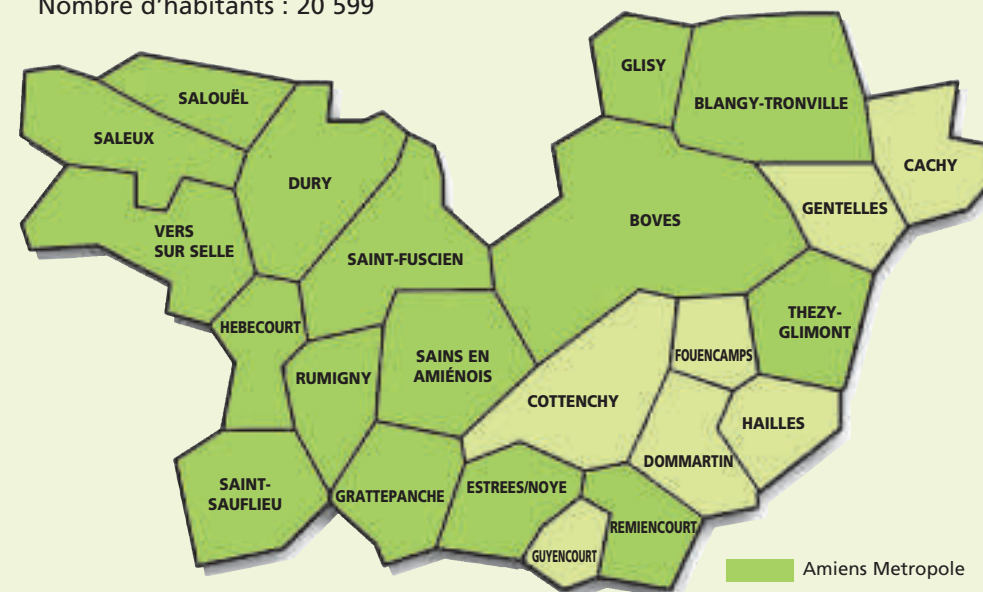 Nombre d'habitants : 20 599
GLISY
SALOUËL
BLANGY-TRONVILLE
SALEUX
CACHY
DURY
GENTELLES
BOVES
VERS
SUR SELLE
SAINT-FUSCIEN
THEZY-
GLIMONT
HEBECOURT
FOUENCAMPS
SAINS EN
AMIÉNOIS
RUMIGNY
COTTENCHY
HAILLES
DOMMARTIN
SAINT-
SAUFLIEU
GRATTEPANCHE
ESTREES/NOYE
REMIENCOURT
GUYENCOURT
Amiens Metropole